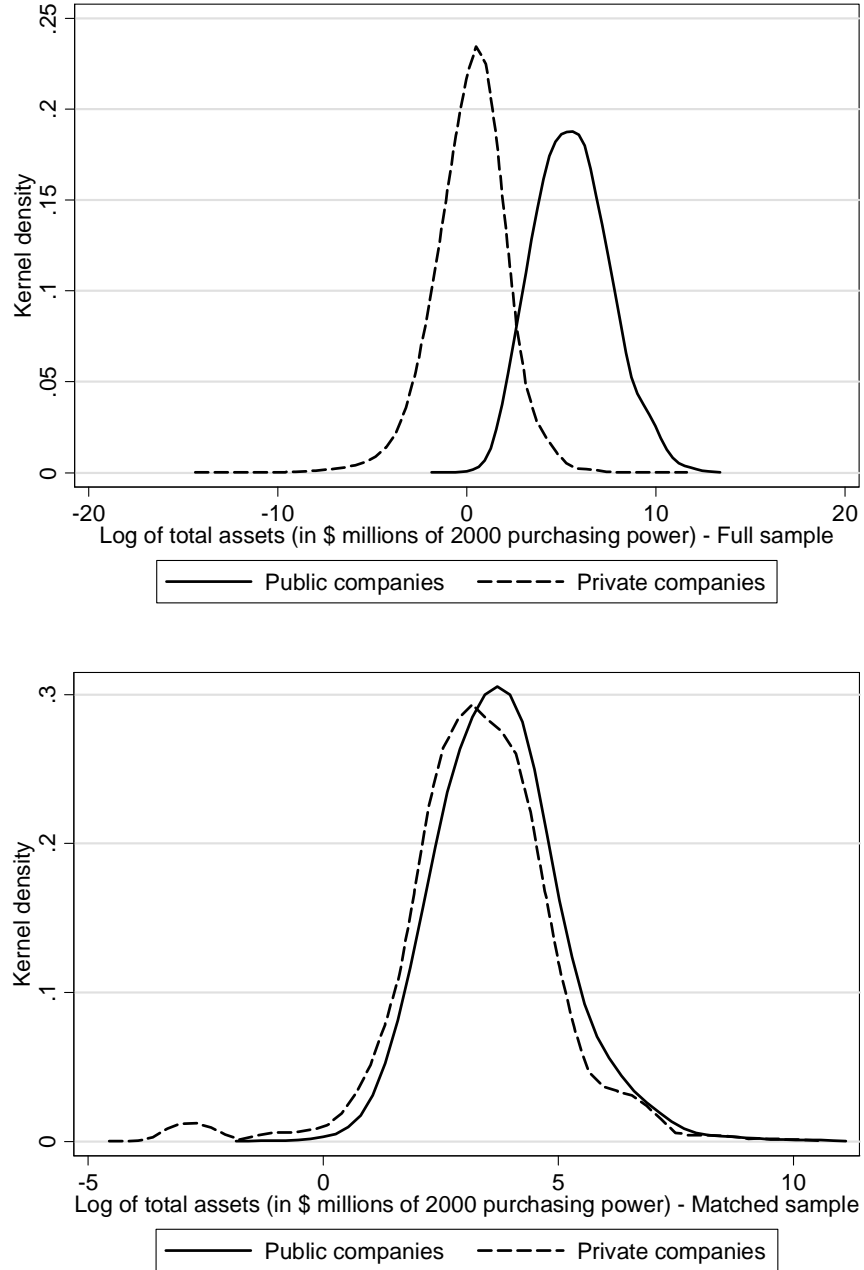 .25
.2
.15
.1
.05
0
Kernel density
-20 -10 0 10 20
Log of total assets (in $ millions of 2000 purchasing power) - Full sample
Public companies Private companies
.3
.2
.1
0
Kernel density
-5 0 5 10
Log of total assets (in $ millions of 2000 purchasing power) - Matched sample
Public companies Private companies